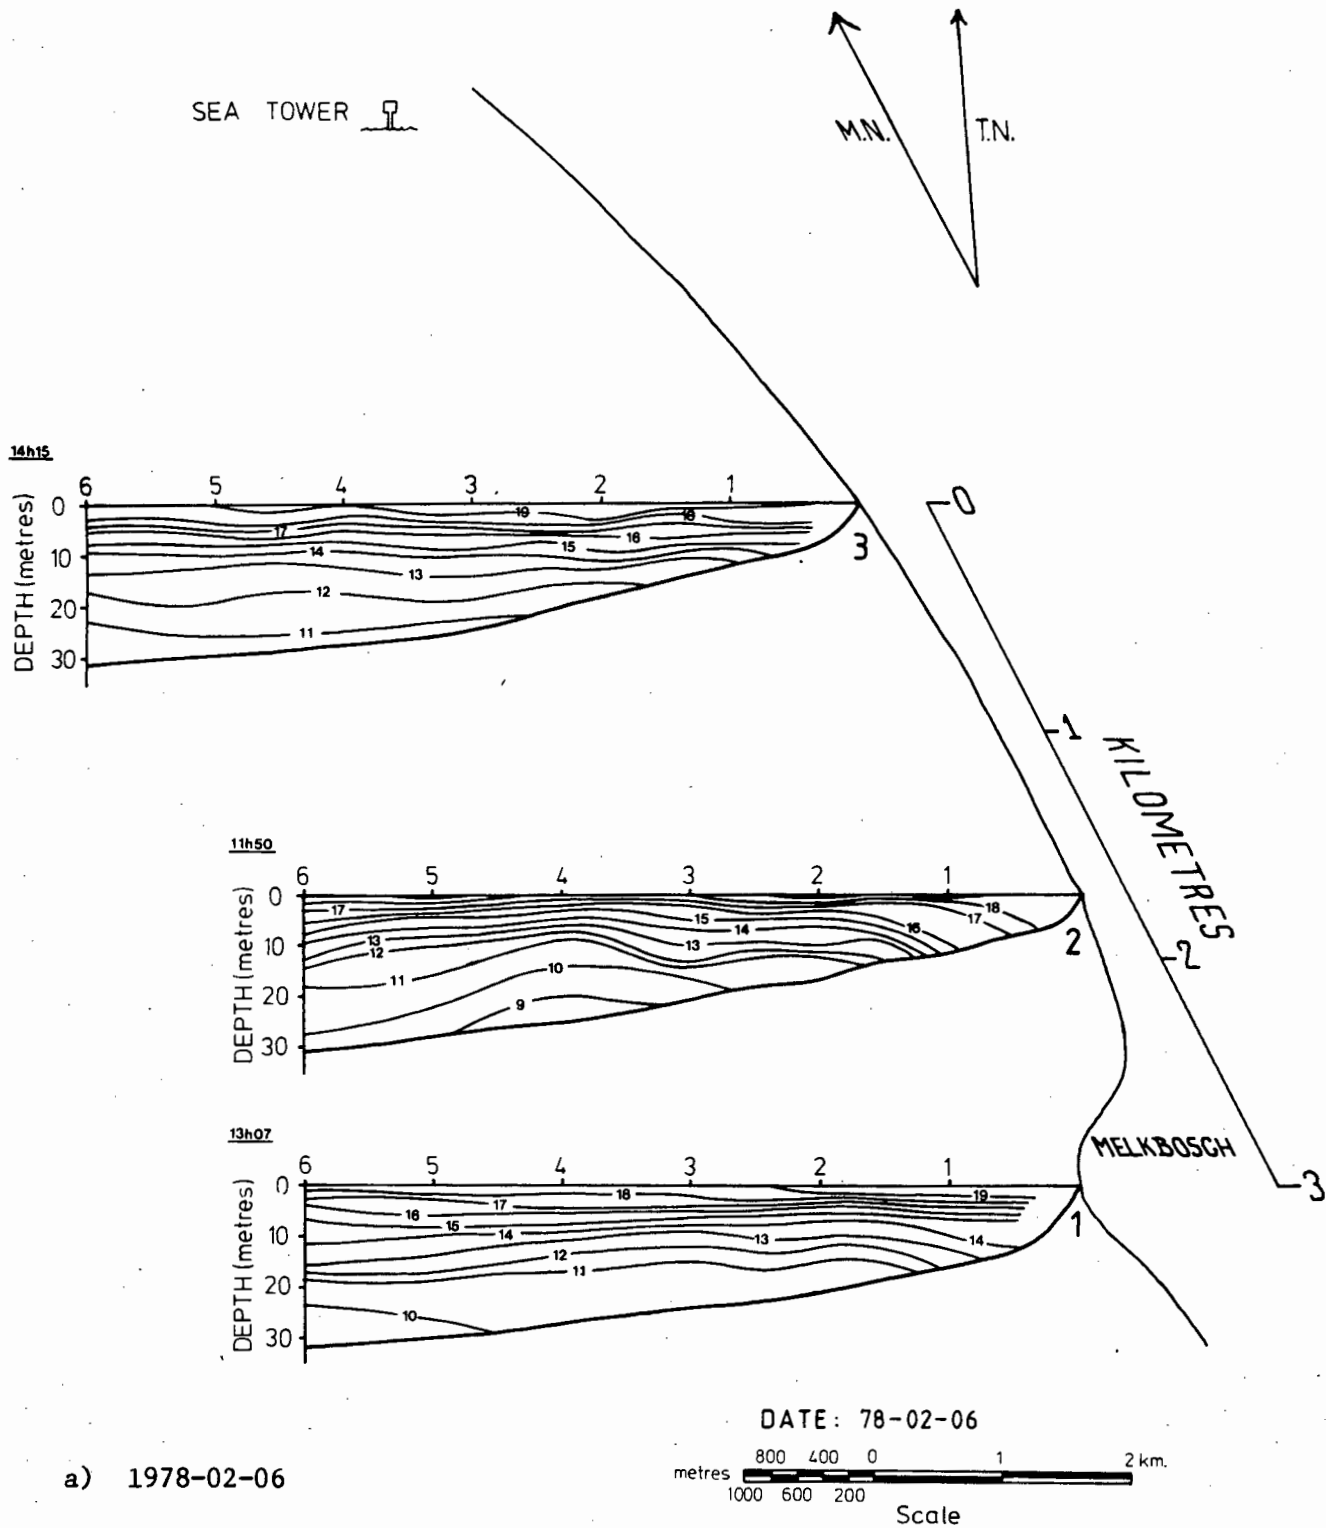 SEA TOWER
M.N. T.N.
14h15
6 5 4 3 2 1
0 10 20 30
DEPTH (metres)
19 18 17 16 15 14 13 12 11
3
0
1
2
3
KILOMETRES
11h50
6 5 4 3 2 1
0 10 20 30
DEPTH (metres)
17 18 17 16 15 14 13 13 12 11 10 9
2
MELKBOSCH
13h07
6 5 4 3 2 1
0 10 20 30
DEPTH (metres)
19 18 17 16 15 14 14 13 12 11 10
1
DATE: 78-02-06
a) 1978-02-06
800 400 0 1 2 km.
metres
1000 600 200
Scale